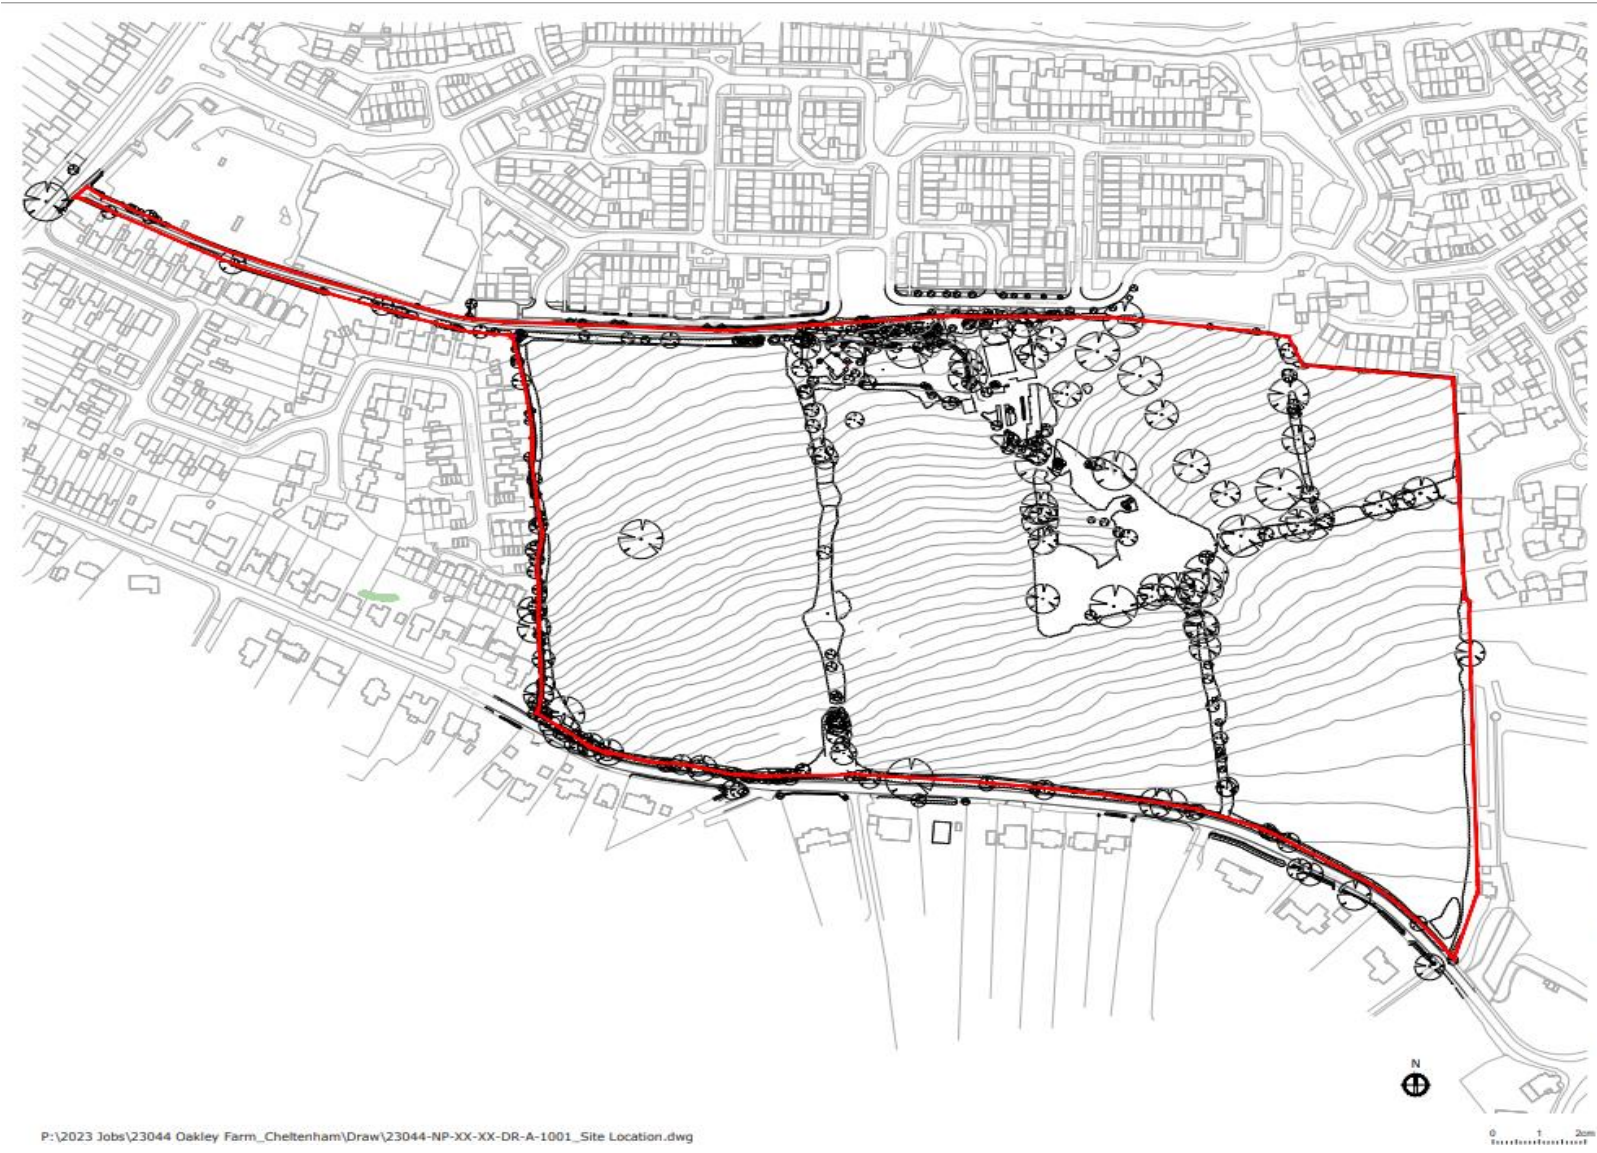 N
P:\2023 Jobs\23044 Oakley Farm_Cheltenham\Draw\23044-NP-XX-XX-DR-A-1001_Site Location.dwg
0 1 2cm